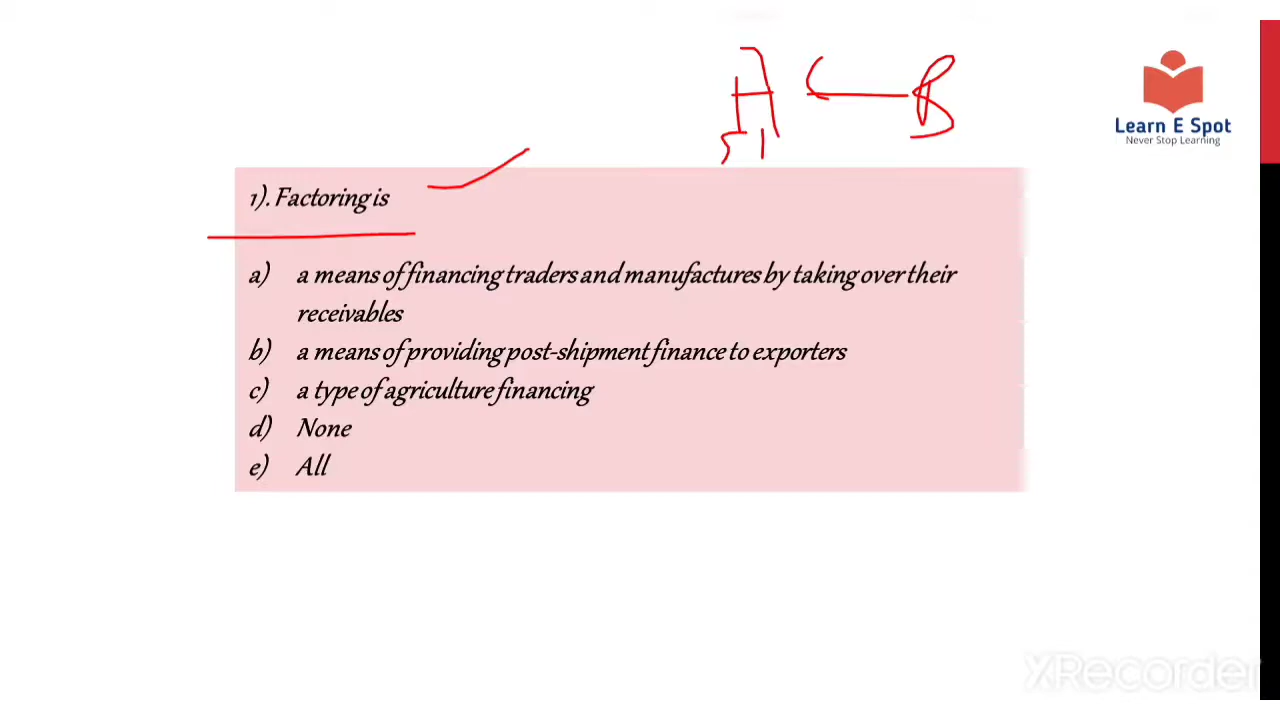 A B
Learn E Spot
Never Stop Learning
1). Factoring is
a) a means of financing traders and manufactures by taking over their
receivables
b) a means of providing post-shipment finance to exporters
c) a type of agriculture financing
d) None
e) All
XRecorder